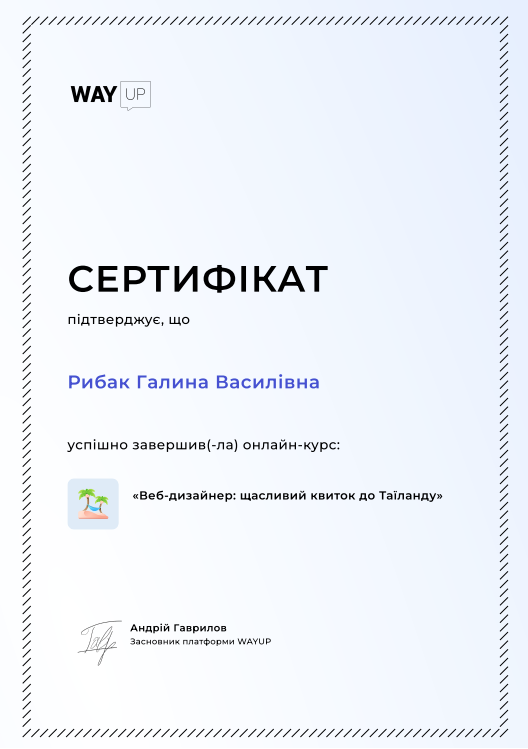 WAY UP
СЕРТИФІКАТ
підтверджує, що
Рибак Галина Василівна
успішно завершив(-ла) онлайн-курс:
«Веб-дизайнер: щасливий квиток до Таїланду»
Андрій Гаврилов
Засновник платформи WAYUP